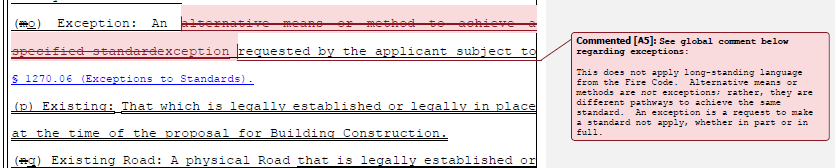 (mo) Exception: An alternative means or method to achieve a
specified standardexception requested by the applicant subject to
§ 1270.06 (Exceptions to Standards).
(p) Existing: That which is legally established or legally in place
at the time of the proposal for Building Construction.
(nq) Existing Road: A physical Road that is legally established or
Commented [A5]: See global comment below
regarding exceptions:
This does not apply long-standing language
from the Fire Code. Alternative means or
methods are not exceptions; rather, they are
different pathways to achieve the same
standard. An exception is a request to make
a standard not apply, whether in part or in
full.